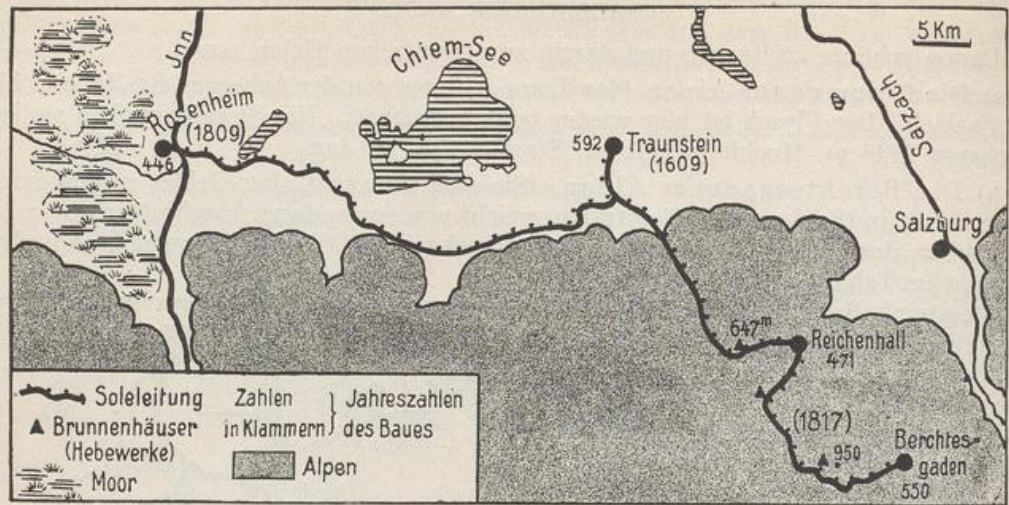 Jnn
Rosenheim
(1809)
446
Chiem-See
592
Traunstein
(1609)
5 Km
Salzach
Salzburg
647m
Reichenhall
471
(1817)
950
Berchtes-
gaden
550
Soleleitung
Brunnenhäuser
(Hebewerke)
Moor
Zahlen
in Klammern
Jahreszahlen
des Baues
Alpen